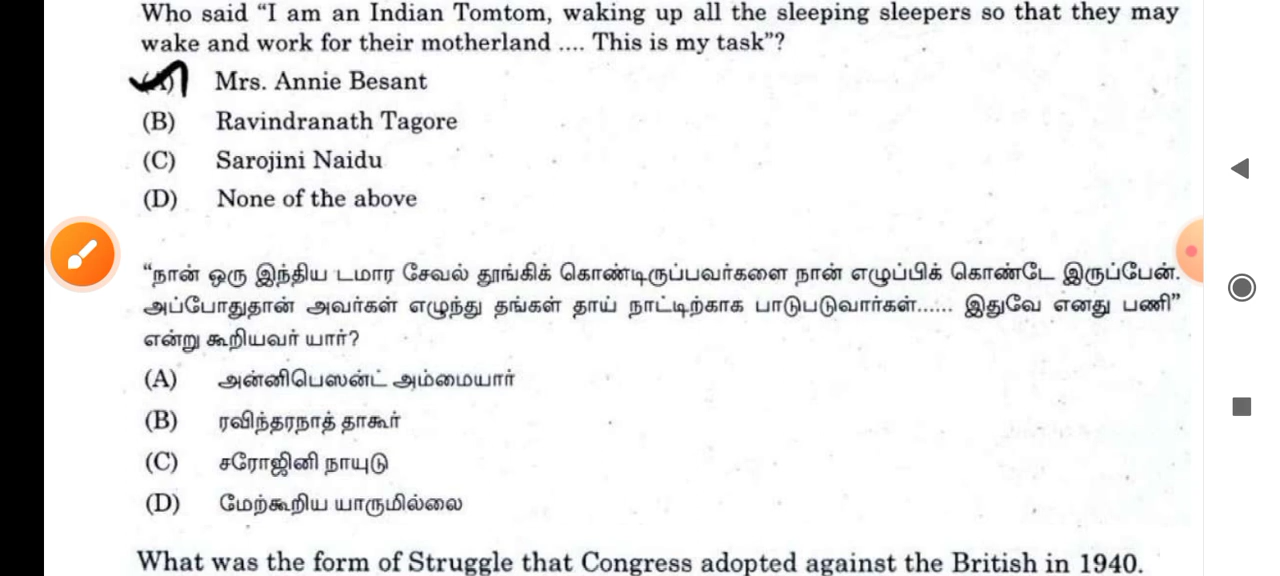 Who said “I am an Indian Tomtom, waking up all the sleeping sleepers so that they may
wake and work for their motherland .... This is my task”?
(A) Mrs. Annie Besant
(B) Ravindranath Tagore
(C) Sarojini Naidu
(D) None of the above
“நான் ஒரு இந்திய டமார சேவல் தூங்கிக் கொண்டிருப்பவர்களை நான் எழுப்பிக் கொண்டே இருப்பேன்.
அப்போதுதான் அவர்கள் எழுந்து தங்கள் தாய் நாட்டிற்காக பாடுபடுவார்கள்...... இதுவே எனது பணி”
என்று கூறியவர் யார்?
(A) அன்னிபெஸன்ட் அம்மையார்
(B) ரவிந்தரநாத் தாகூர்
(C) சரோஜினி நாயுடு
(D) மேற்கூறிய யாருமில்லை
What was the form of Struggle that Congress adopted against the British in 1940.